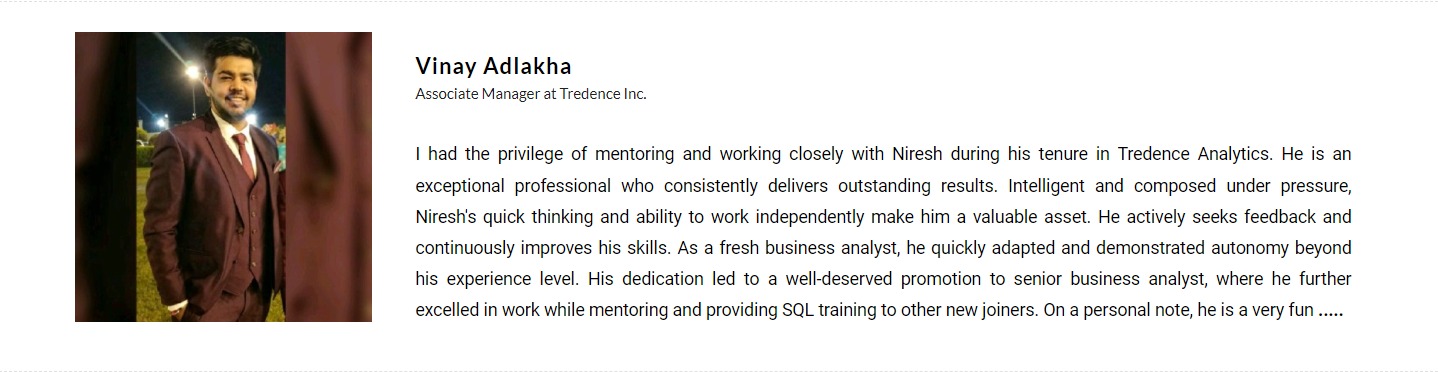 Vinay Adlakha
Associate Manager at Tredence Inc.
I had the privilege of mentoring and working closely with Niresh during his tenure in Tredence Analytics. He is an
exceptional professional who consistently delivers outstanding results. Intelligent and composed under pressure,
Niresh's quick thinking and ability to work independently make him a valuable asset. He actively seeks feedback and
continuously improves his skills. As a fresh business analyst, he quickly adapted and demonstrated autonomy beyond
his experience level. His dedication led to a well-deserved promotion to senior business analyst, where he further
excelled in work while mentoring and providing SQL training to other new joiners. On a personal note, he is a very fun .....